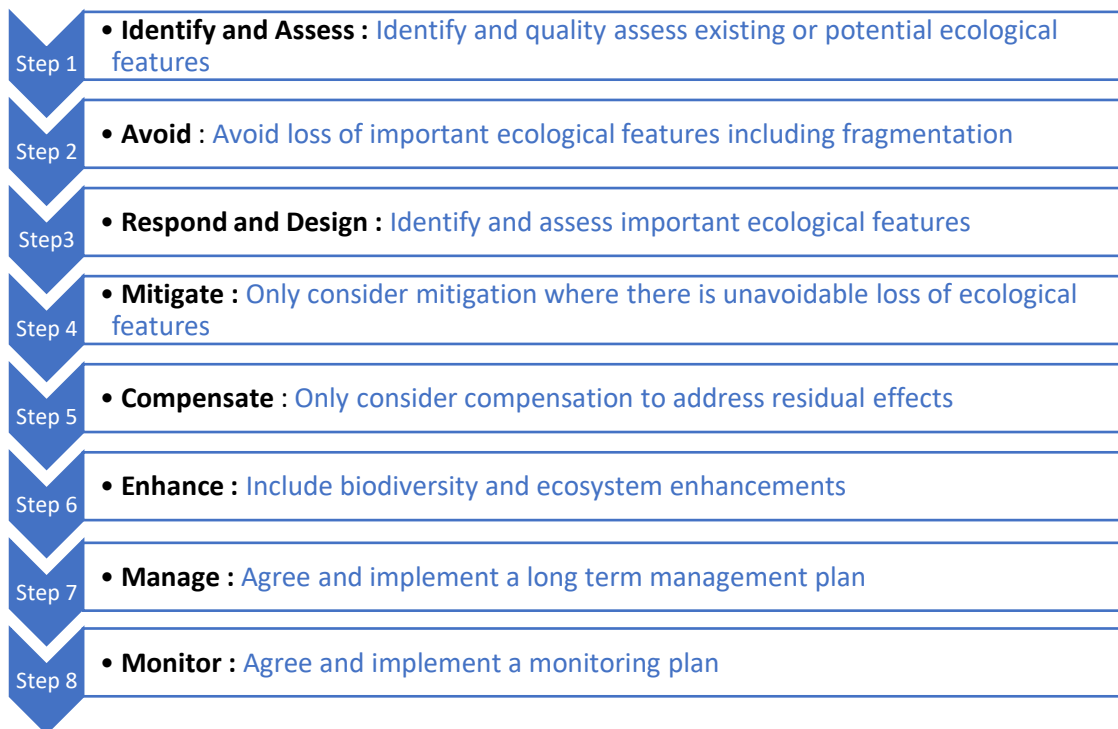 Step 1
• Identify and Assess : Identify and quality assess existing or potential ecological
features
Step 2
• Avoid : Avoid loss of important ecological features including fragmentation
Step3
• Respond and Design : Identify and assess important ecological features
Step 4
• Mitigate : Only consider mitigation where there is unavoidable loss of ecological
features
Step 5
• Compensate : Only consider compensation to address residual effects
Step 6
• Enhance : Include biodiversity and ecosystem enhancements
Step 7
• Manage : Agree and implement a long term management plan
Step 8
• Monitor : Agree and implement a monitoring plan